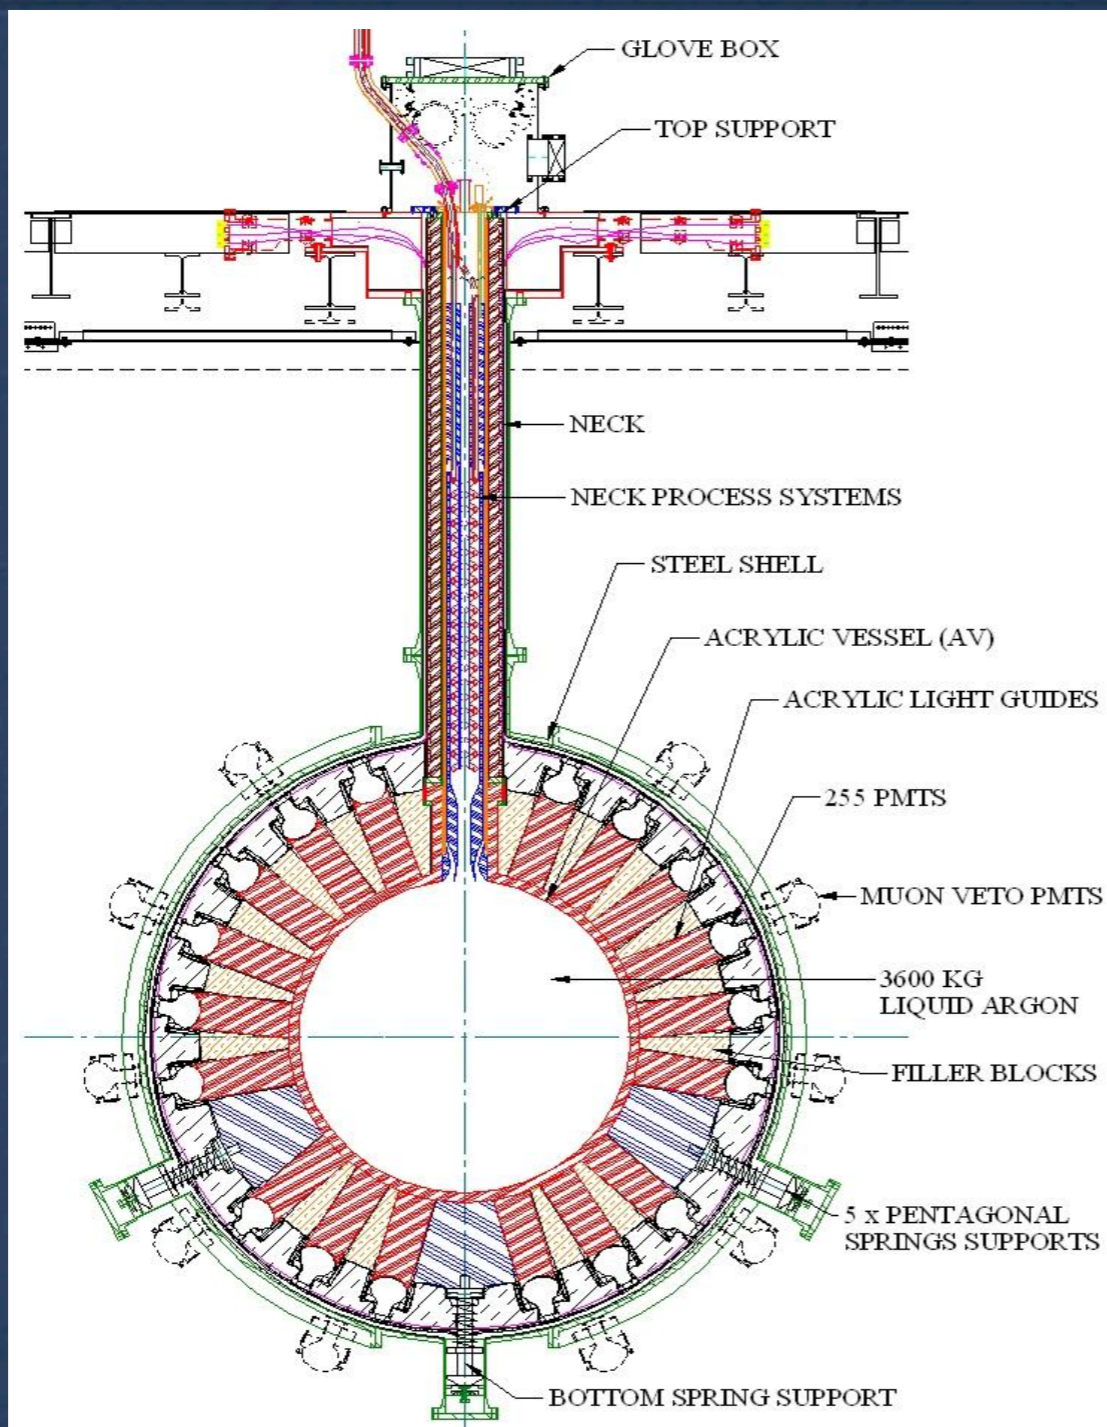 GLOVE BOX
TOP SUPPORT
NECK
NECK PROCESS SYSTEMS
STEEL SHELL
ACRYLIC VESSEL (AV)
ACRYLIC LIGHT GUIDES
255 PMTS
MUON VETO PMTS
3600 KG
LIQUID ARGON
FILLER BLOCKS
5 x PENTAGONAL
SPRINGS SUPPORTS
BOTTOM SPRING SUPPORT